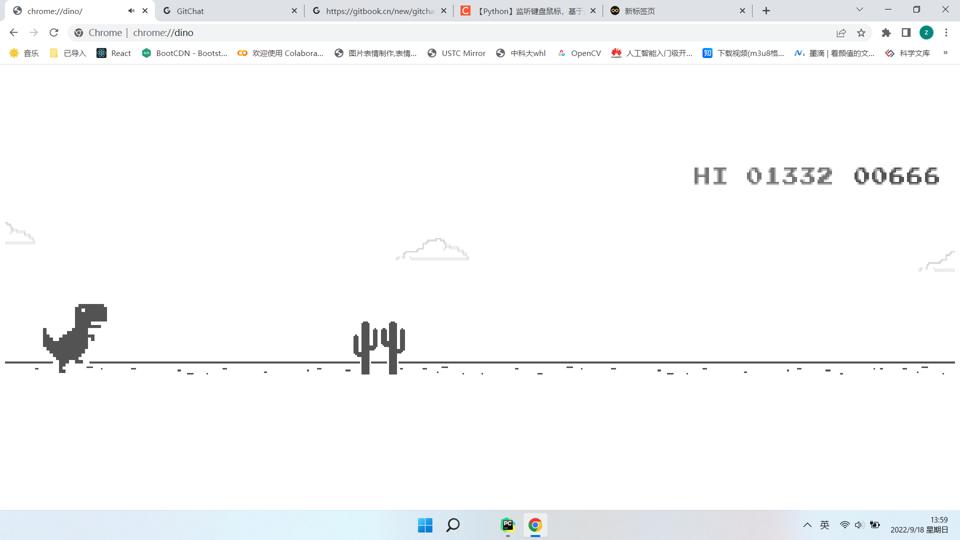 chrome://dino/
GitChat
https://gitbook.cn/new/gitcha
【Python】监听键盘鼠标，基于
新标签页
Chrome | chrome://dino
z
音乐
已导入
React
BootCDN - Bootst...
欢迎使用 Colabora...
图片表情制作,表情...
USTC Mirror
中科大whl
OpenCV
人工智能入门级开...
知
下载视频(m3u8格...
墨滴 | 看颜值的文...
科学文库
»
HI 01332 00666
PC
英
13:59
2022/9/18 星期日